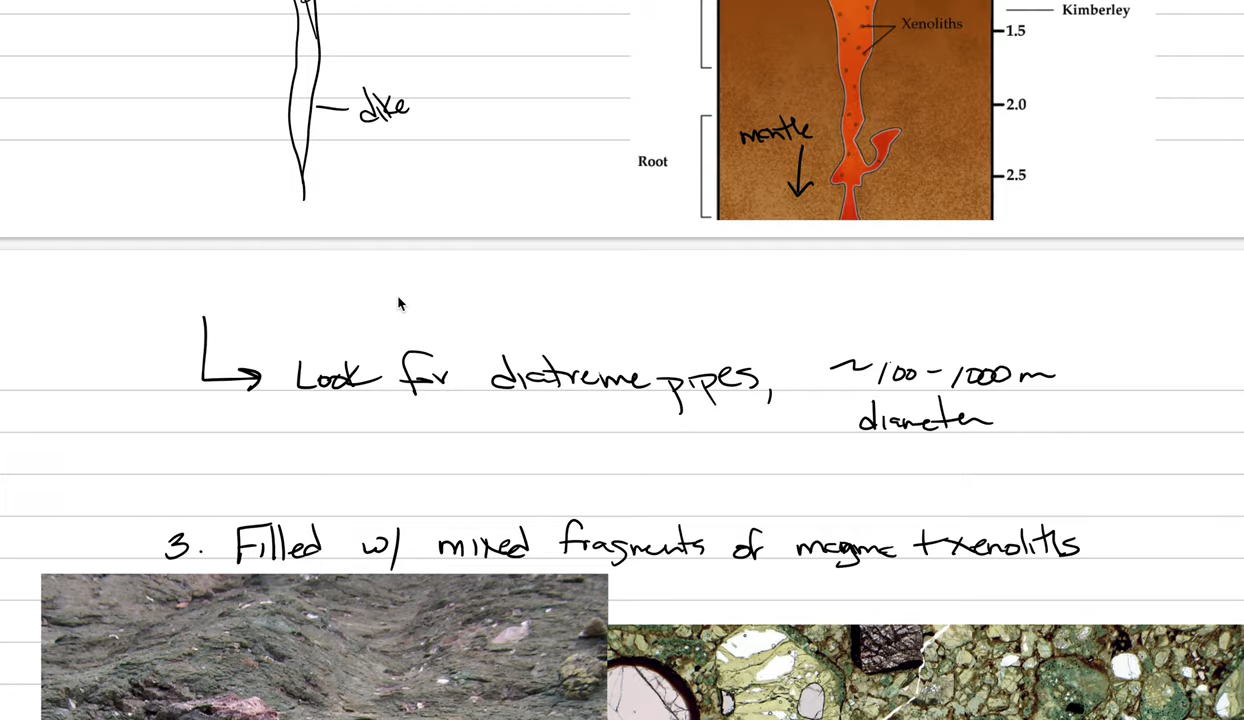 Xenoliths
Kimberley
1.5
dike
2.0
mantle
Root
2.5
Look for diatreme pipes, ~100-1000m
diameter
3. Filled w/ mixed fragments of magma + xenoliths